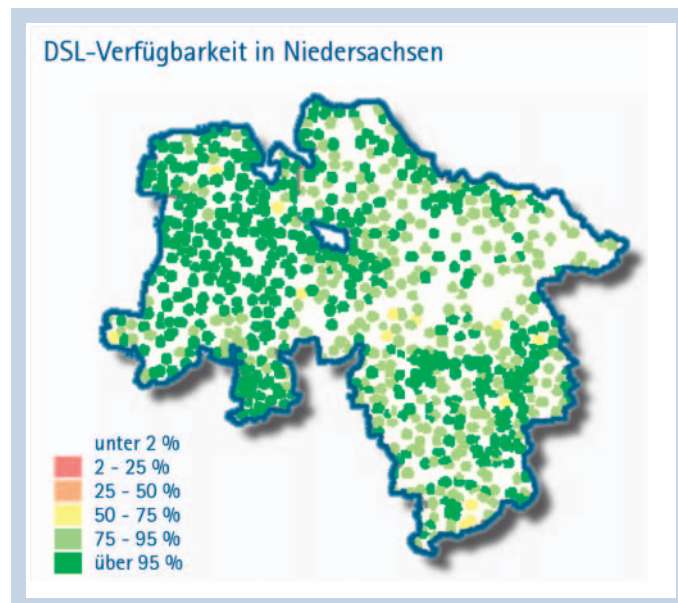 DSL-Verfügbarkeit in Niedersachsen
unter 2 %
2 - 25 %
25 - 50 %
50 - 75 %
75 - 95 %
über 95 %